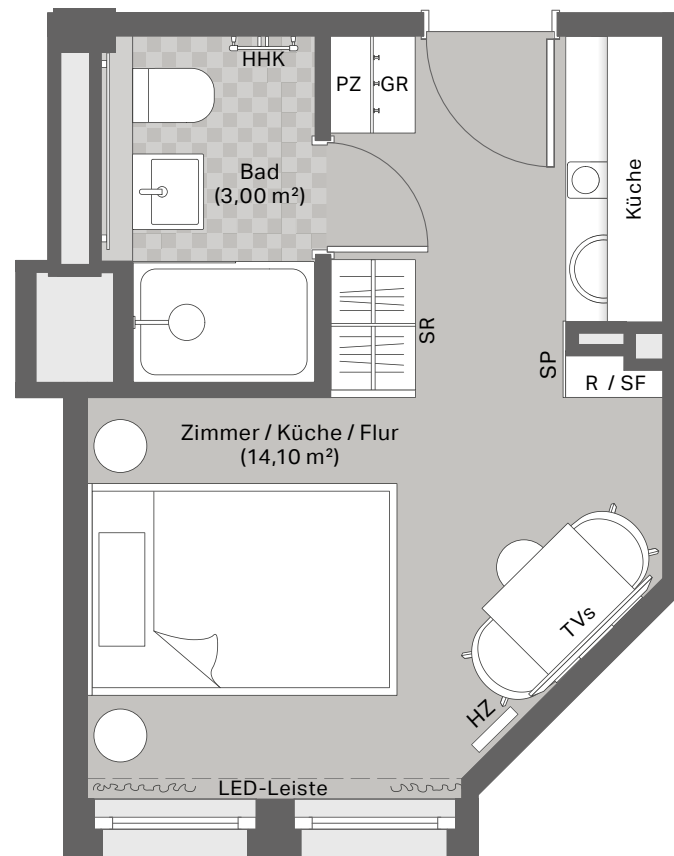 HHK
PZ
GR
Bad
(3,00 m²)
Küche
SR
SP
R / SF
Zimmer / Küche / Flur
(14,10 m²)
TVs
HZ
LED-Leiste